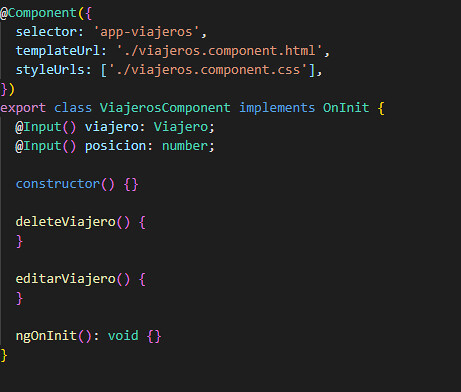 @Component({
selector: 'app-viajeros',
templateUrl: './viajeros.component.html',
styleUrls: ['./viajeros.component.css'],
})
export class ViajerosComponent implements OnInit {
@Input() viajero: Viajero;
@Input() posicion: number;
constructor() {}
deleteViajero() {
}
editarViajero() {
}
ngOnInit(): void {}
}